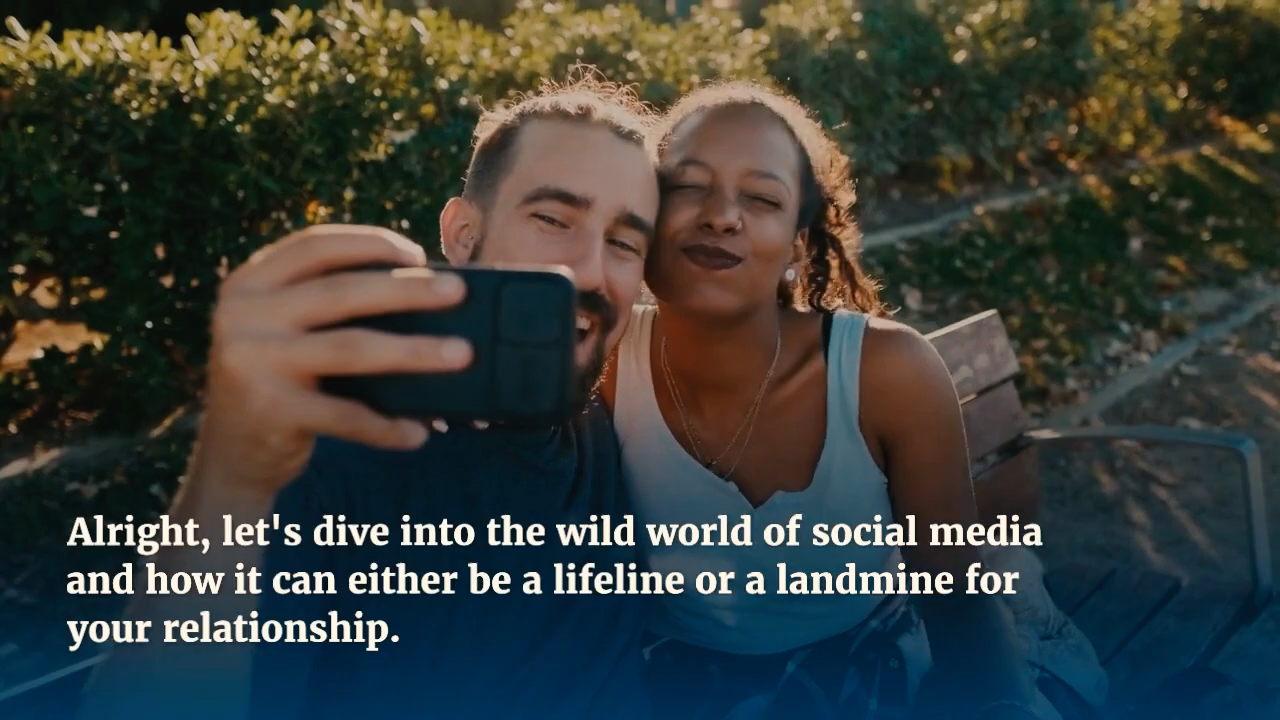 Alright, let's dive into the wild world of social media
and how it can either be a lifeline or a landmine for
your relationship.